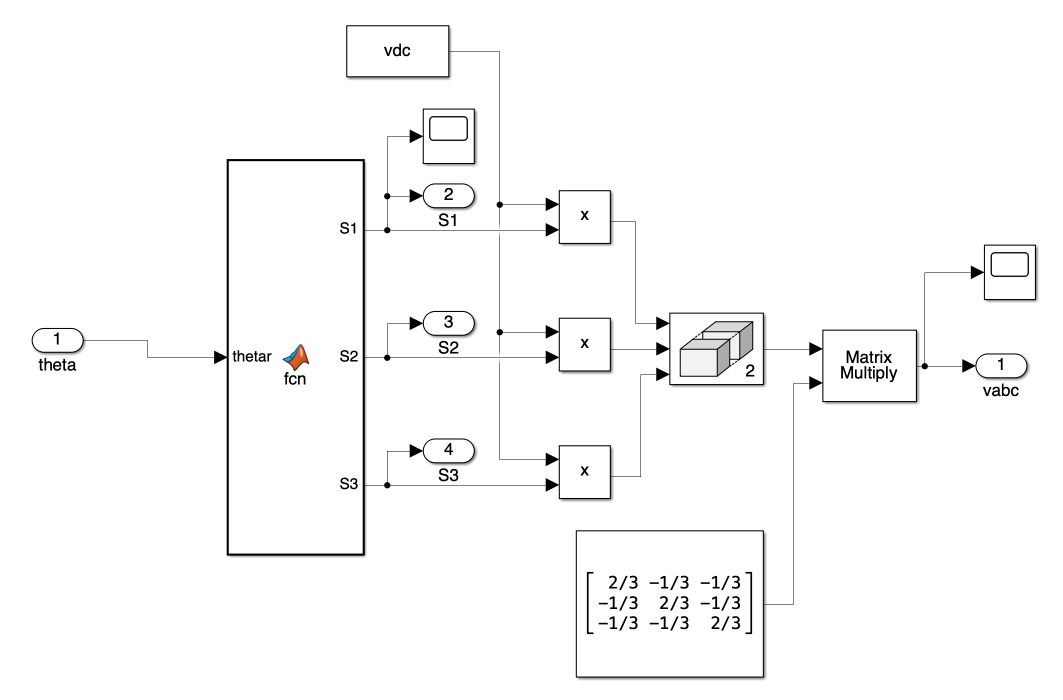 vdc
2
S1
S1
x
1
theta
thetar
fcn
3
S2
S2
x
2
Matrix
Multiply
1
vabc
4
S3
S3
x
2/3 −1/3 −1/3
−1/3 2/3 −1/3
−1/3 −1/3 2/3